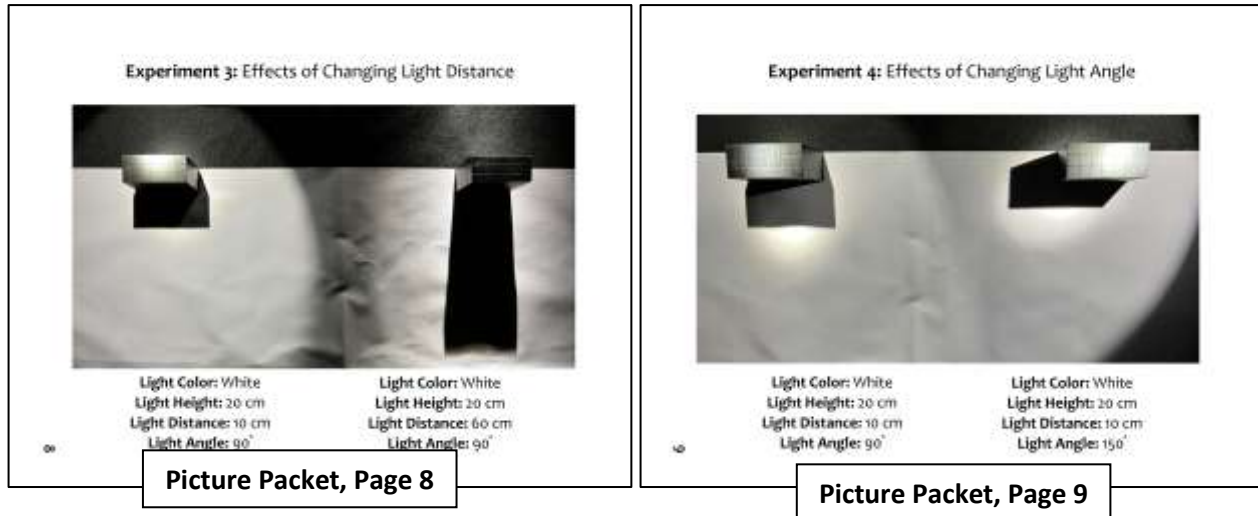 Experiment 3: Effects of Changing Light Distance
Light Color: White
Light Height: 20 cm
Light Distance: 10 cm
Light Angle: 90°
Light Color: White
Light Height: 20 cm
Light Distance: 60 cm
Light Angle: 90°
8
Picture Packet, Page 8
Experiment 4: Effects of Changing Light Angle
Light Color: White
Light Height: 20 cm
Light Distance: 10 cm
Light Angle: 90°
Light Color: White
Light Height: 20 cm
Light Distance: 10 cm
Light Angle: 150°
9
Picture Packet, Page 9